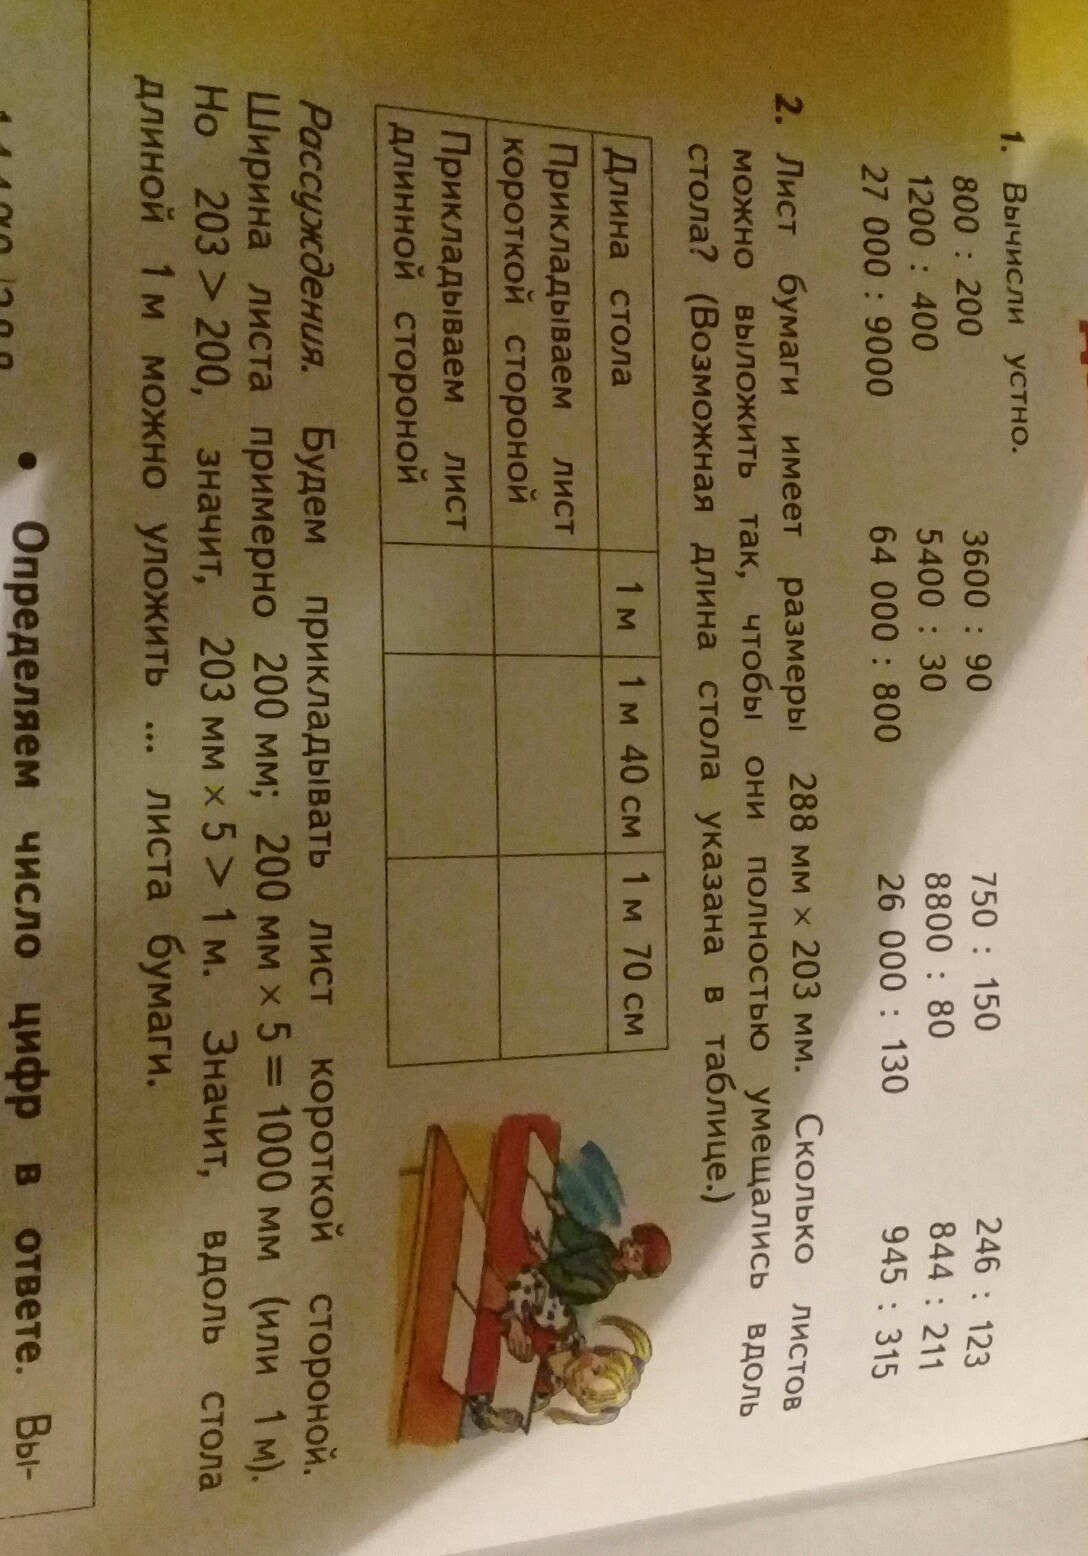 1. Вычисли устно.
800 : 200 3600 : 90 750 : 150 246 : 123
1200 : 400 5400 : 30 8800 : 80 844 : 211
27 000 : 9000 64 000 : 800 26 000 : 130 945 : 315
2. Лист бумаги имеет размеры 288 мм × 203 мм. Сколько листов
можно выложить так, чтобы они полностью умещались вдоль
стола? (Возможная длина стола указана в таблице.)
Длина стола 1 м 1 м 40 см 1 м 70 см
Прикладываем лист
короткой стороной
Прикладываем лист
длинной стороной
Рассуждения. Будем прикладывать лист короткой стороной.
Ширина листа примерно 200 мм; 200 мм × 5 = 1000 мм (или 1 м).
Но 203 > 200, значит, 203 мм × 5 > 1 м. Значит, вдоль стола
длиной 1 м можно уложить ... листа бумаги.
• Определяем число цифр в ответе. Вы-